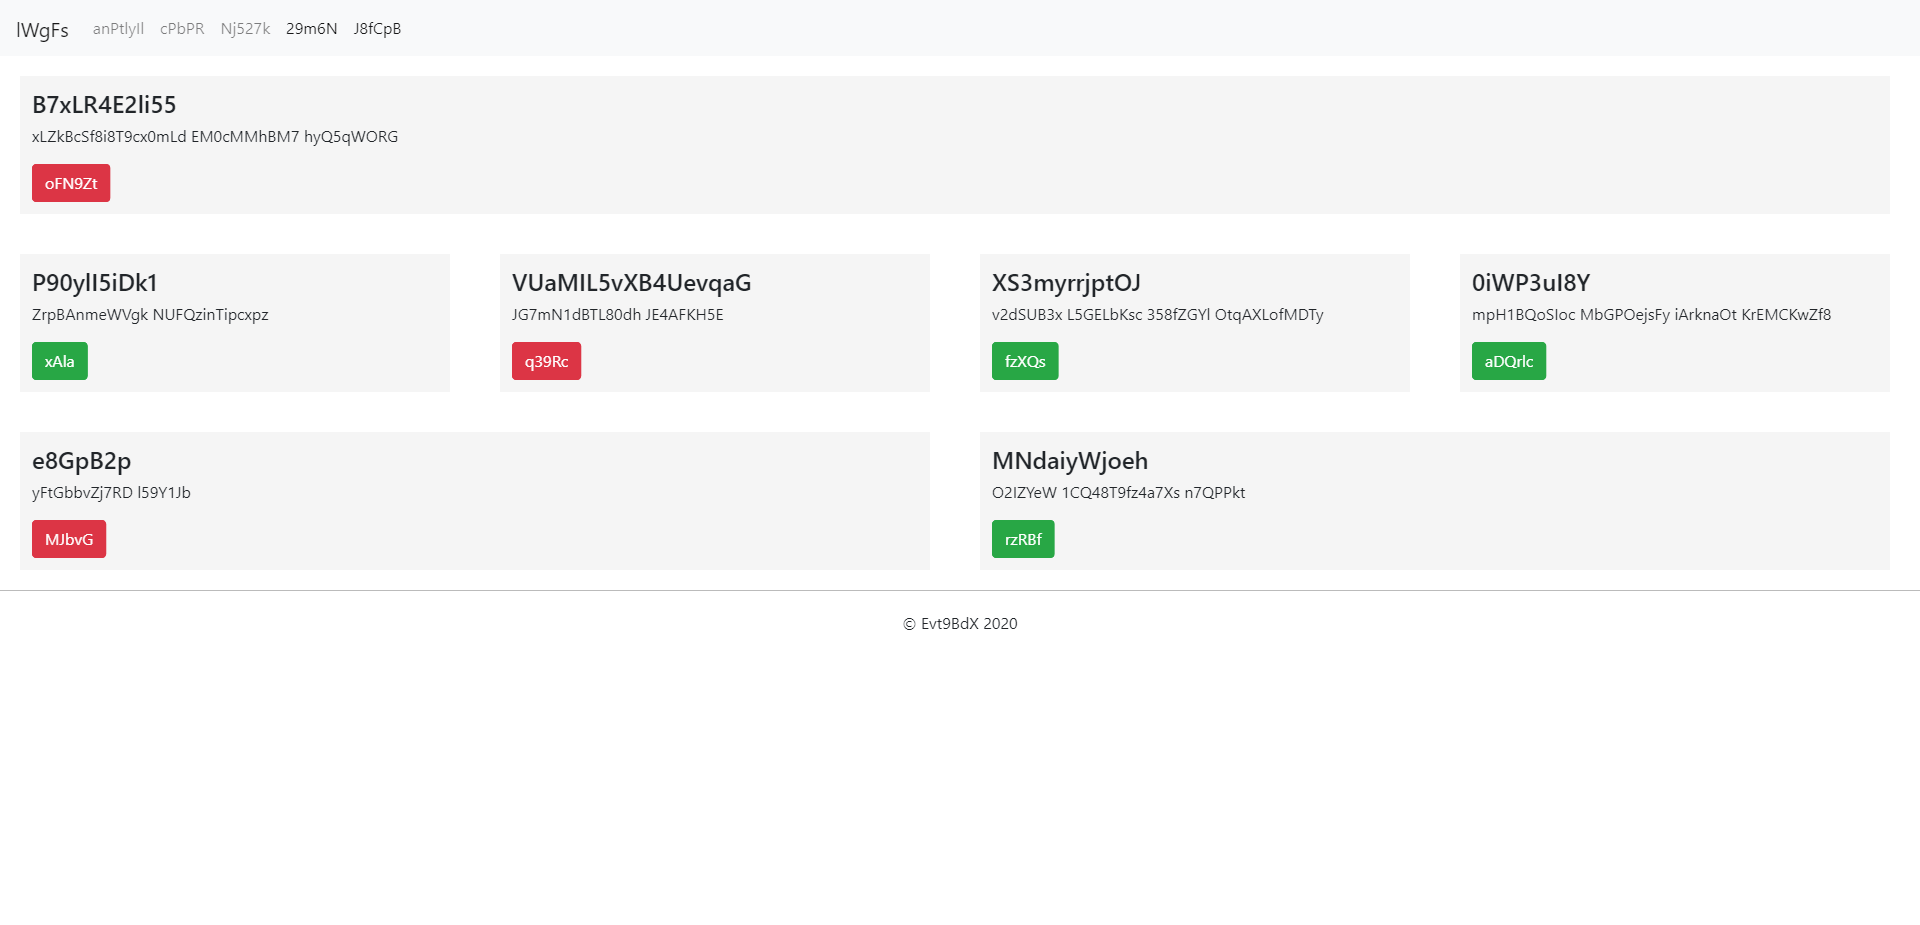 lWgFs anPtlyIl cPbPR Nj527k 29m6N J8fCpB
B7xLR4E2li55
xLZkBcSf8i8T9cx0mLd EM0cMMhBM7 hyQ5qWORG
oFN9Zt
P90ylI5iDk1
ZrpBAnmeWVgk NUFQzinTipcxpz
xAla
VUaMIL5vXB4UevqaG
JG7mN1dBTL80dh JE4AFKH5E
q39Rc
XS3myrrjptOJ
v2dSUB3x L5GELbKsc 358fZGYl OtqAXLofMDTy
fzXQs
0iWP3uI8Y
mpH1BQoSIoc MbGPOejsFy iArknaOt KrEMCKwZf8
aDQrlc
e8GpB2p
yFtGbbvZj7RD l59Y1Jb
MJbvG
MNdaiyWjoeh
O2IZYeW 1CQ48T9fz4a7Xs n7QPPkt
rzRBf
© Evt9BdX 2020